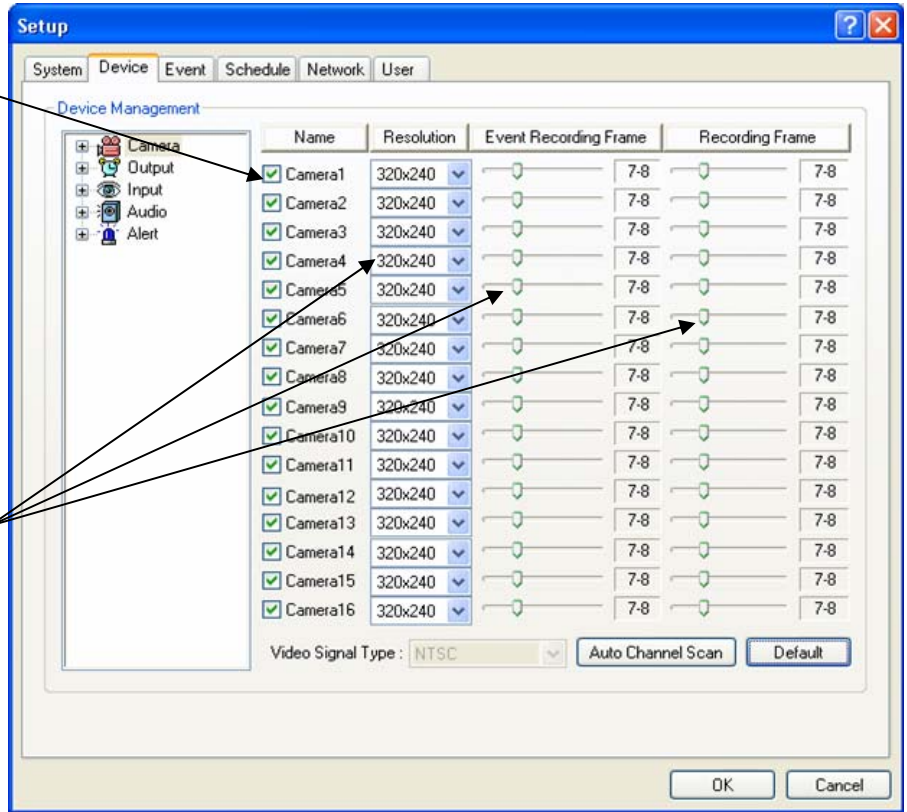 Setup
System Device Event Schedule Network User
Device Management
Camera
Output
Input
Audio
Alert
Name Resolution Event Recording Frame Recording Frame
Camera1 320x240 7-8 7-8
Camera2 320x240 7-8 7-8
Camera3 320x240 7-8 7-8
Camera4 320x240 7-8 7-8
Camera5 320x240 7-8 7-8
Camera6 320x240 7-8 7-8
Camera7 320x240 7-8 7-8
Camera8 320x240 7-8 7-8
Camera9 320x240 7-8 7-8
Camera10 320x240 7-8 7-8
Camera11 320x240 7-8 7-8
Camera12 320x240 7-8 7-8
Camera13 320x240 7-8 7-8
Camera14 320x240 7-8 7-8
Camera15 320x240 7-8 7-8
Camera16 320x240 7-8 7-8
Video Signal Type : NTSC Auto Channel Scan Default
OK Cancel